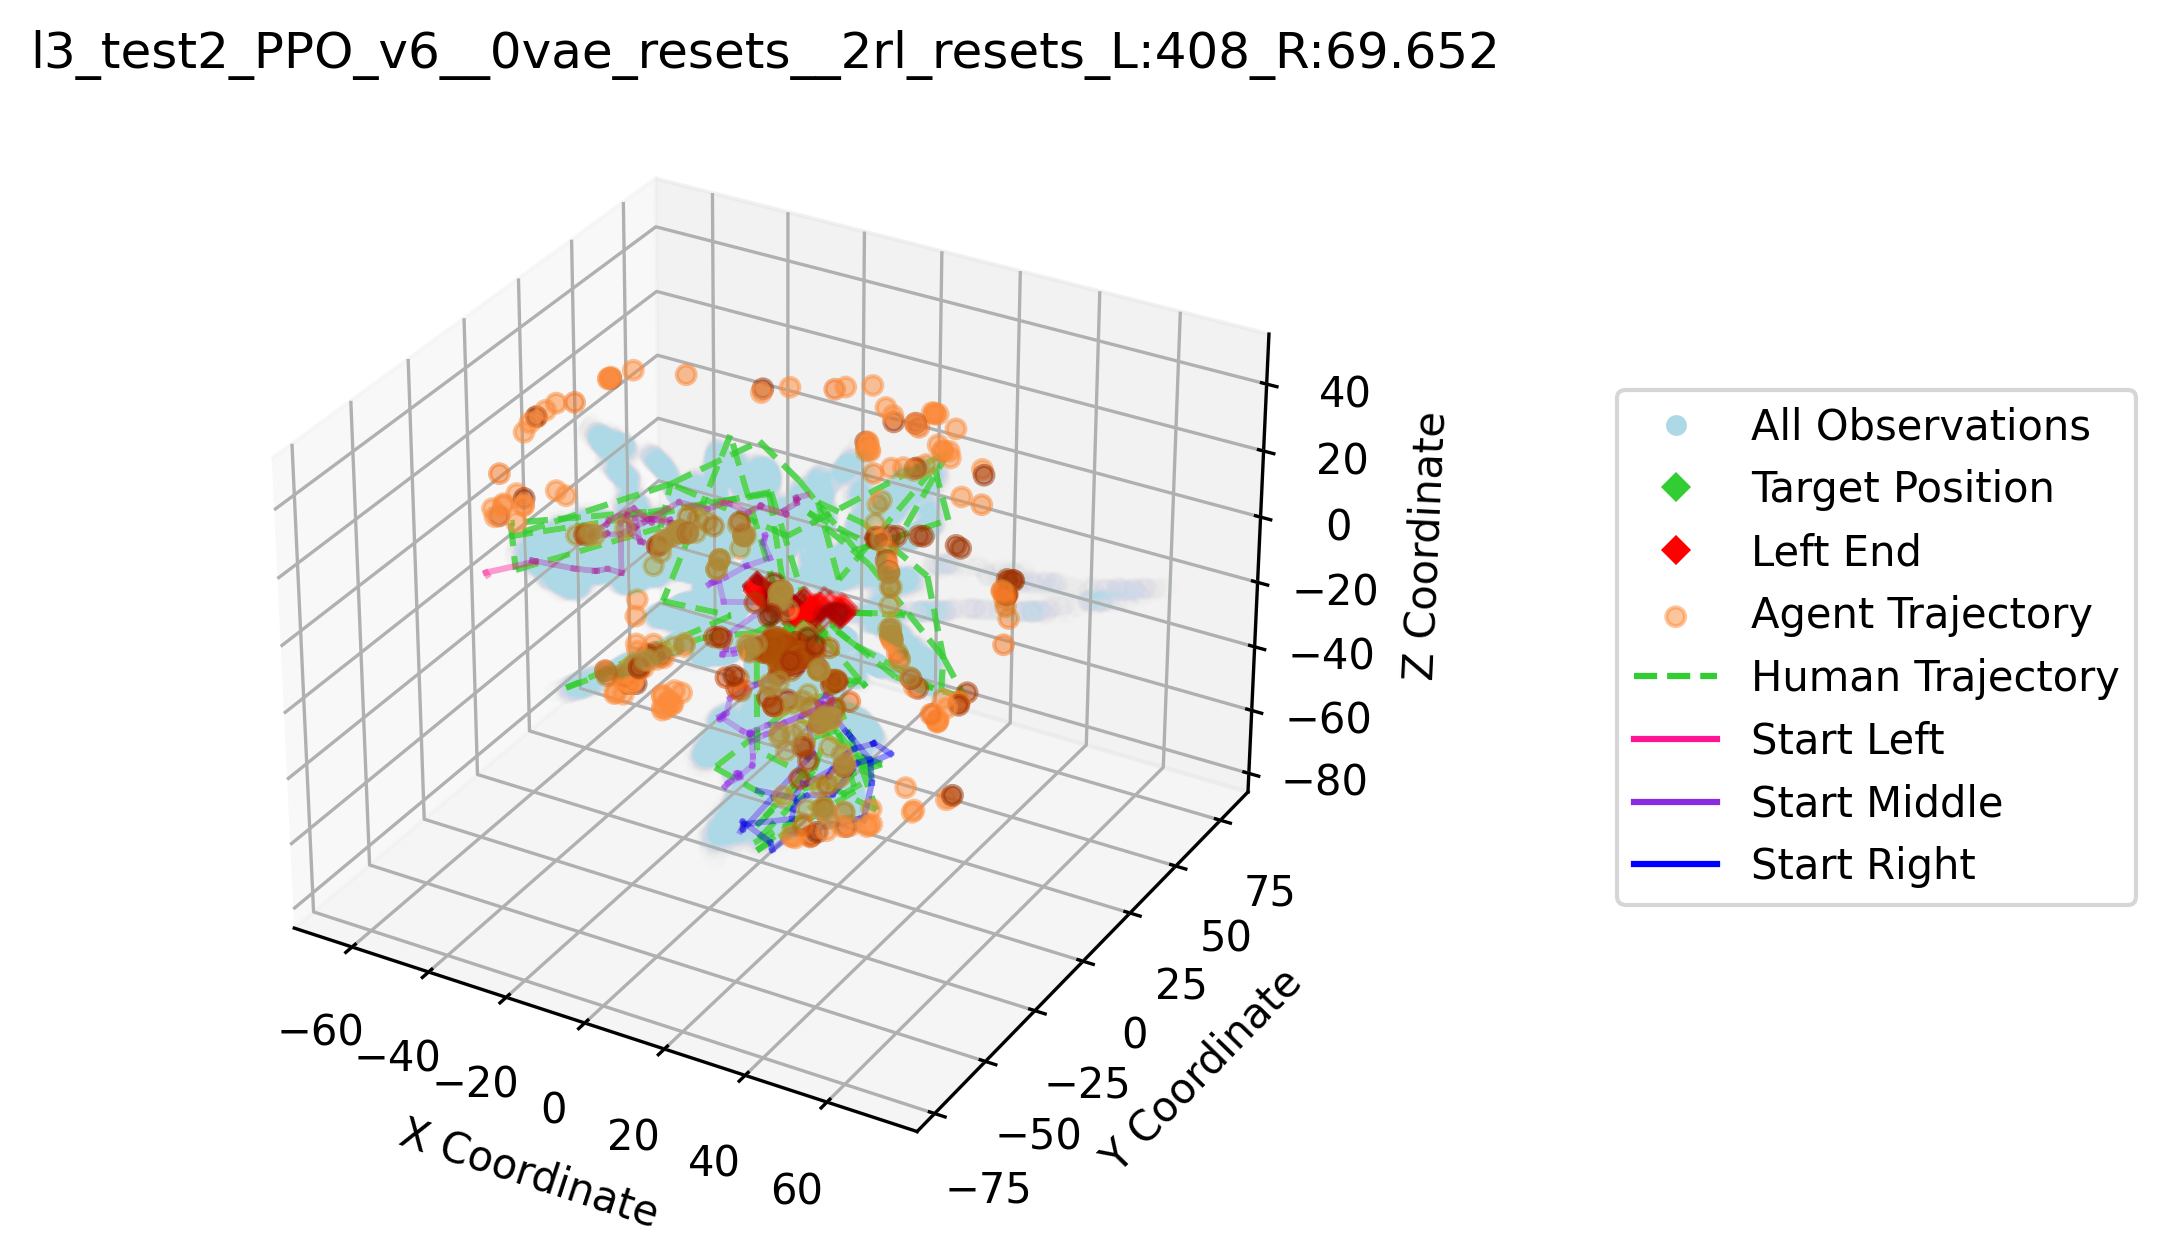 l3_test2_PPO_v6__0vae_resets__2rl_resets_L:408_R:69.652
40
20
0
−20
−40
−60
−80
Z Coordinate
75
50
25
0
−25
−50
−75
Y Coordinate
−60
−40
−20
0
20
40
60
X Coordinate
All Observations
Target Position
Left End
Agent Trajectory
Human Trajectory
Start Left
Start Middle
Start Right